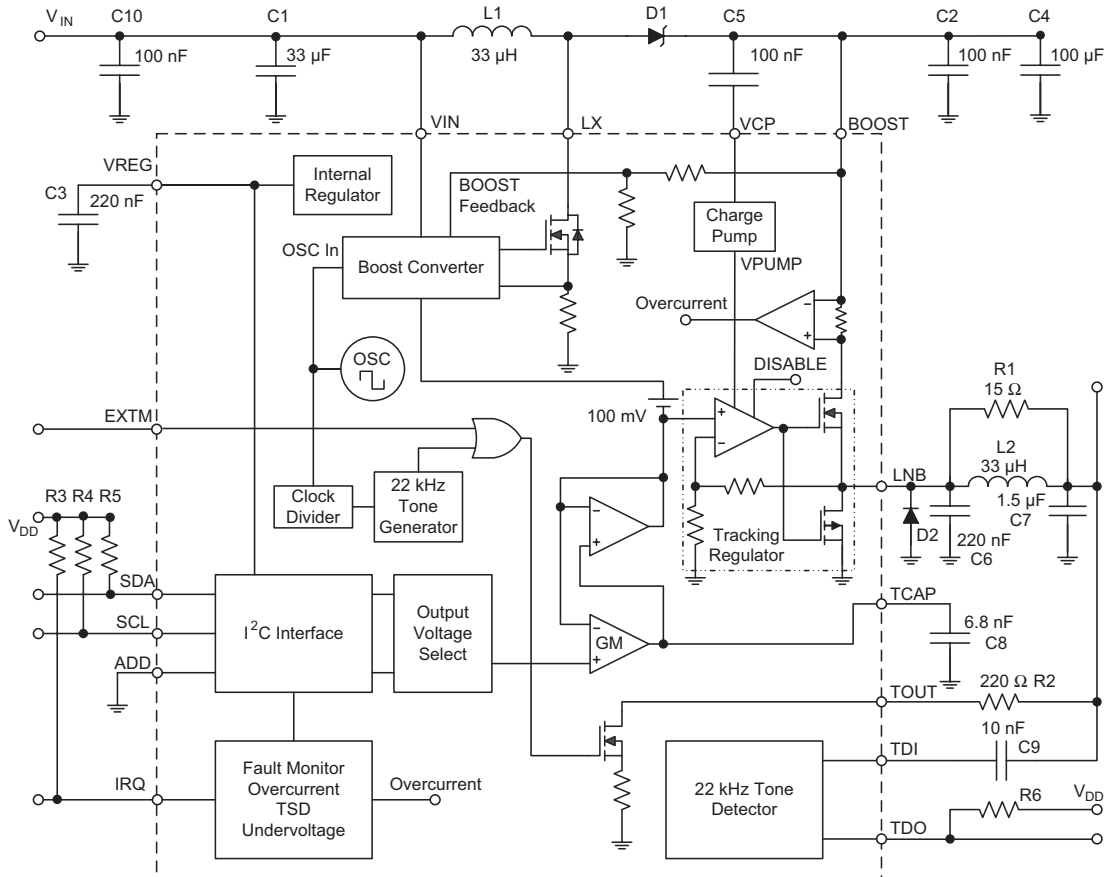 V_IN
C10
C1
L1
D1
C5
C2
C4
100 nF
33 µF
33 µH
100 nF
100 nF
100 µF
VIN
LX
VCP
BOOST
VREG
C3
220 nF
Internal
Regulator
BOOST
Feedback
Charge
Pump
VPUMP
OSC In
Boost Converter
Overcurrent
−
+
OSC
DISABLE
R1
15 Ω
100 mV
+
−
EXTM
L2
33 µH
LNB
1.5 µF
C7
Clock
Divider
22 kHz
Tone
Generator
R3 R4 R5
V_DD
−
+
Tracking
Regulator
D2
220 nF
C6
SDA
SCL
ADD
I²C Interface
Output
Voltage
Select
−
GM
+
TCAP
6.8 nF
C8
TOUT
220 Ω R2
10 nF
C9
TDI
IRQ
Fault Monitor
Overcurrent
TSD
Undervoltage
Overcurrent
22 kHz Tone
Detector
R6
V_DD
TDO